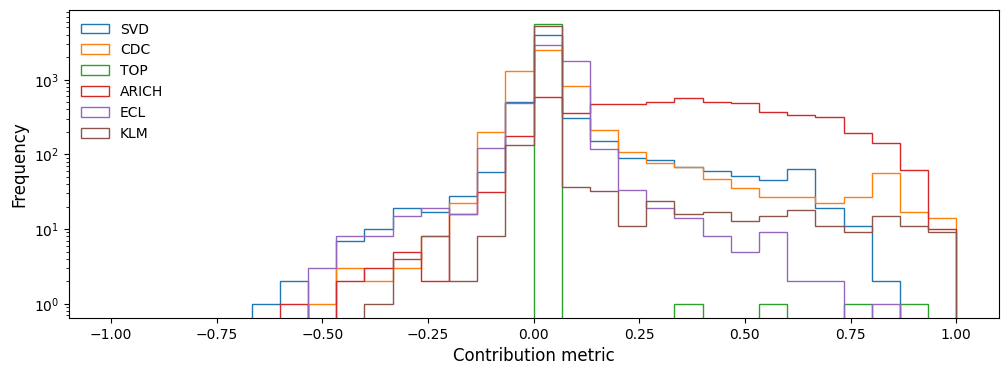 SVD
CDC
TOP
ARICH
ECL
KLM
Frequency
10³
10²
10¹
10⁰
−1.00 −0.75 −0.50 −0.25 0.00 0.25 0.50 0.75 1.00
Contribution metric